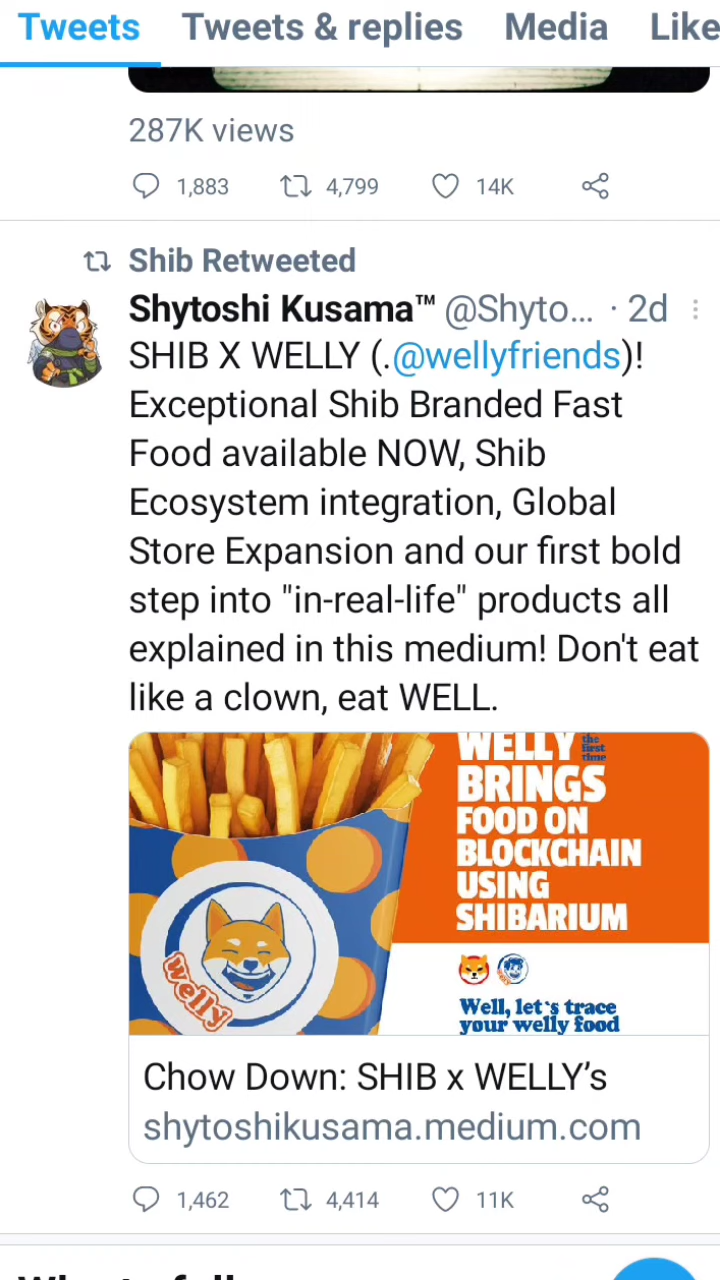 Tweets Tweets & replies Media Like
287K views
1,883 4,799 14K
Shib Retweeted
Shytoshi Kusama™ @Shyto... · 2d
SHIB X WELLY (.@wellyfriends)!
Exceptional Shib Branded Fast
Food available NOW, Shib
Ecosystem integration, Global
Store Expansion and our first bold
step into "in-real-life" products all
explained in this medium! Don't eat
like a clown, eat WELL.
WELLY the first time
BRINGS
FOOD ON
BLOCKCHAIN
USING
SHIBARIUM
welly
Well, let's trace
your welly food
Chow Down: SHIB x WELLY’s
shytoshikusama.medium.com
1,462 4,414 11K